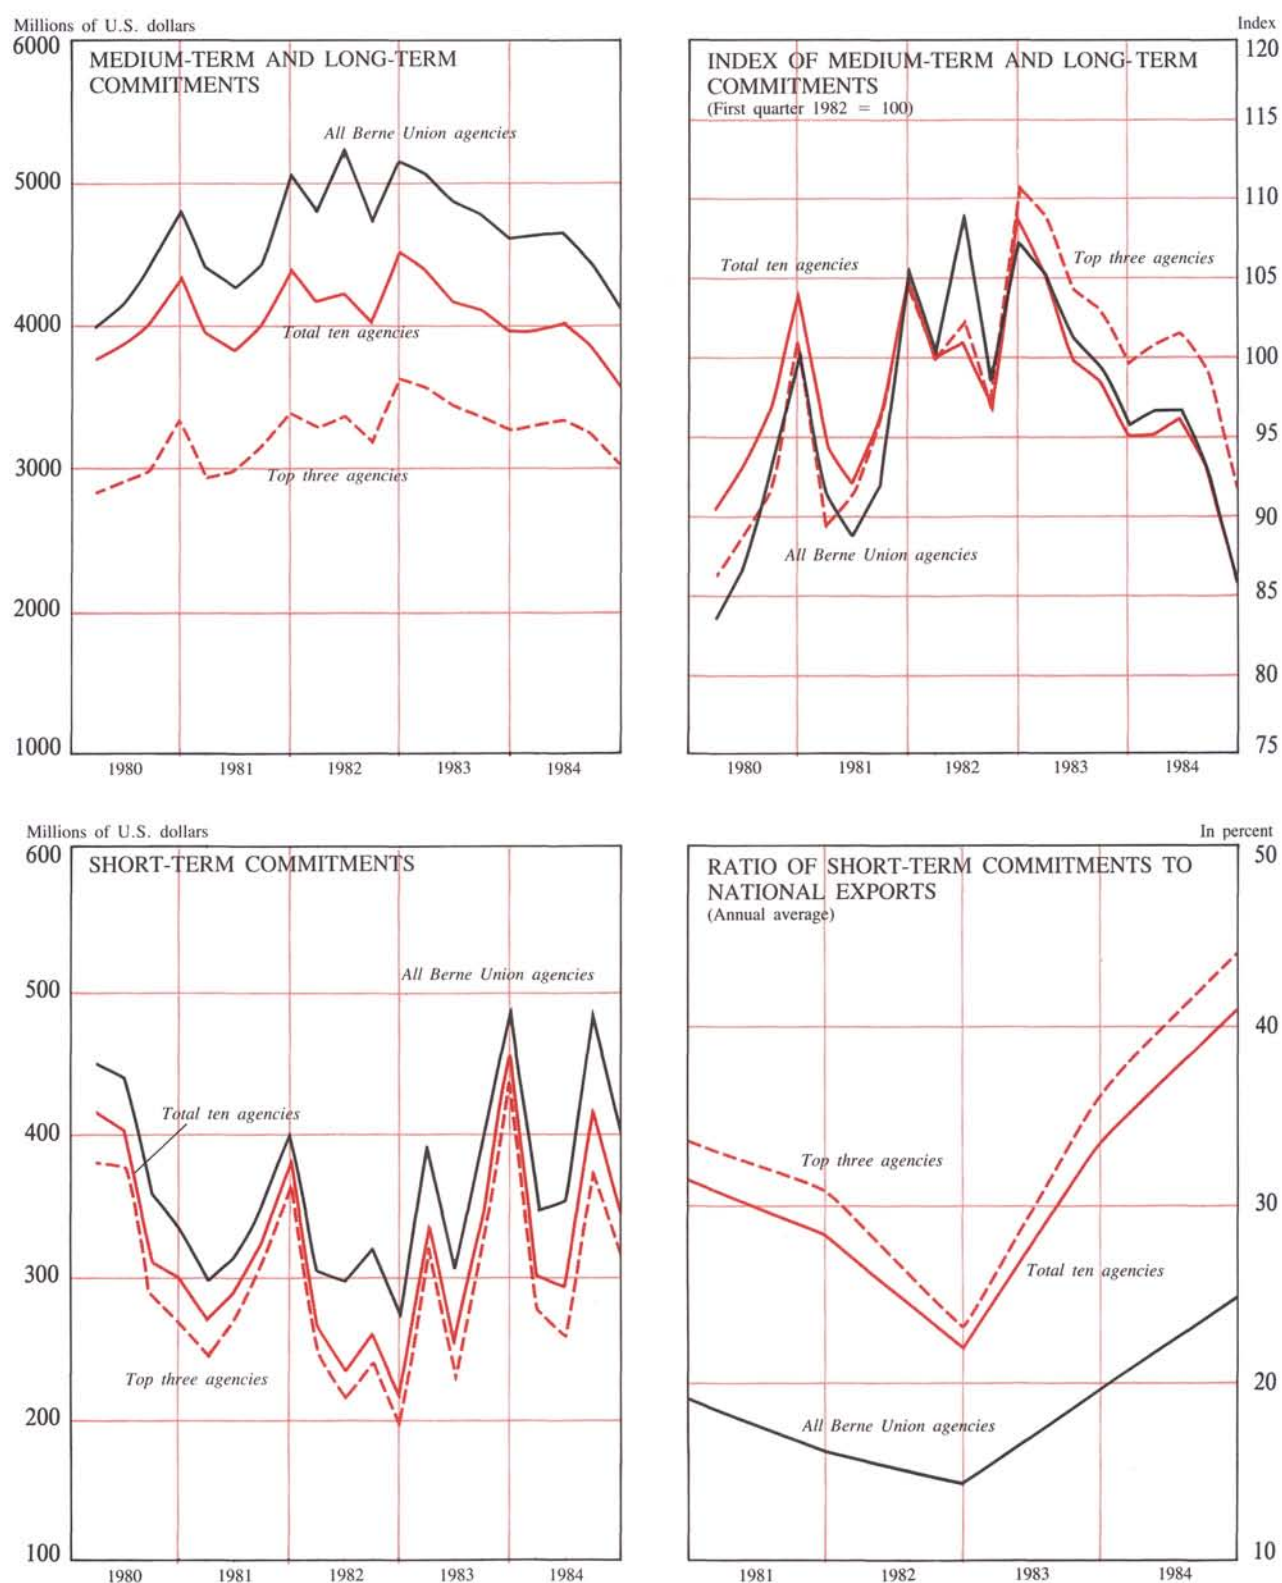 Millions of U.S. dollars
6000
MEDIUM-TERM AND LONG-TERM
COMMITMENTS
All Berne Union agencies
5000
4000
Total ten agencies
3000
Top three agencies
2000
1000
1980 1981 1982 1983 1984
Index
120
INDEX OF MEDIUM-TERM AND LONG-TERM
COMMITMENTS
(First quarter 1982 = 100)
115
110
Total ten agencies
Top three agencies
105
100
95
90
All Berne Union agencies
85
80
75
1980 1981 1982 1983 1984
Millions of U.S. dollars
600
SHORT-TERM COMMITMENTS
All Berne Union agencies
500
Total ten agencies
400
300
Top three agencies
200
100
1980 1981 1982 1983 1984
In percent
50
RATIO OF SHORT-TERM COMMITMENTS TO
NATIONAL EXPORTS
(Annual average)
40
Top three agencies
30
Total ten agencies
20
All Berne Union agencies
10
1981 1982 1983 1984